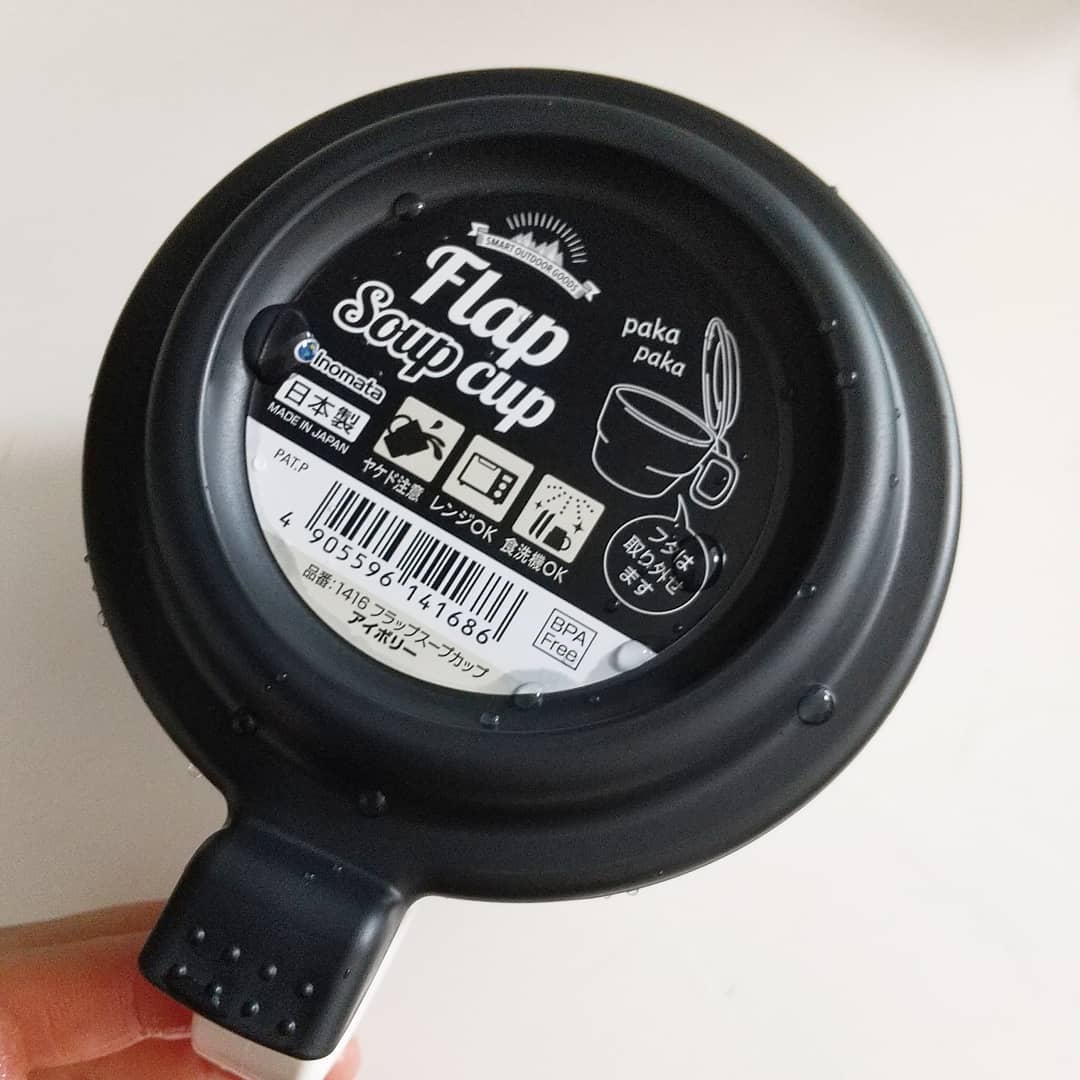 SMART OUTDOOR GOODS
Flap
Soup cup
paka
paka
Inomata
日本製
MADE IN JAPAN
PAT.P
ヤケド注意
レンジOK
食洗機OK
フタは
取り外せ
ます
4 905596 141686
品番:1416 フラップスープカップ
アイボリー
BPA
Free